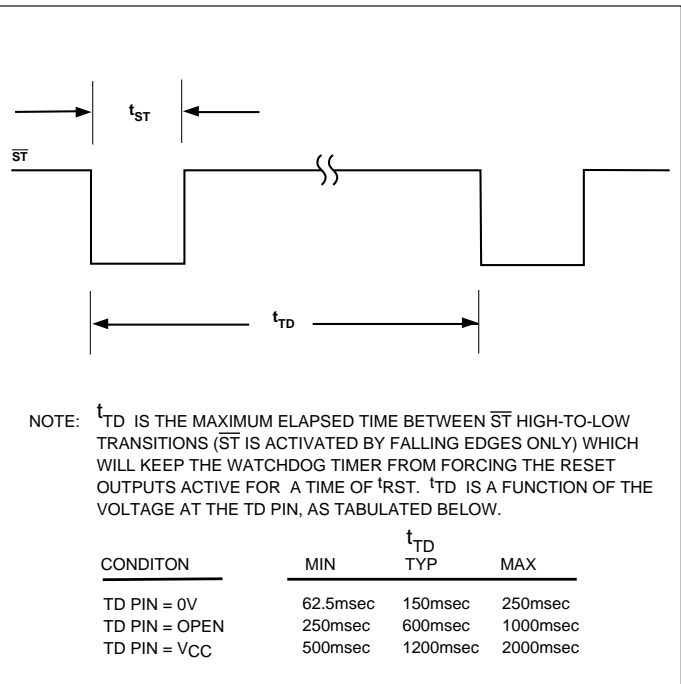 tST
S̅T̅
tTD
NOTE: tTD IS THE MAXIMUM ELAPSED TIME BETWEEN S̅T̅ HIGH-TO-LOW
TRANSITIONS (S̅T̅ IS ACTIVATED BY FALLING EDGES ONLY) WHICH
WILL KEEP THE WATCHDOG TIMER FROM FORCING THE RESET
OUTPUTS ACTIVE FOR A TIME OF tRST. tTD IS A FUNCTION OF THE
VOLTAGE AT THE TD PIN, AS TABULATED BELOW.
tTD
CONDITON MIN TYP MAX
TD PIN = 0V 62.5msec 150msec 250msec
TD PIN = OPEN 250msec 600msec 1000msec
TD PIN = VCC 500msec 1200msec 2000msec